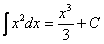 ∫x²dx = x³/3 + C